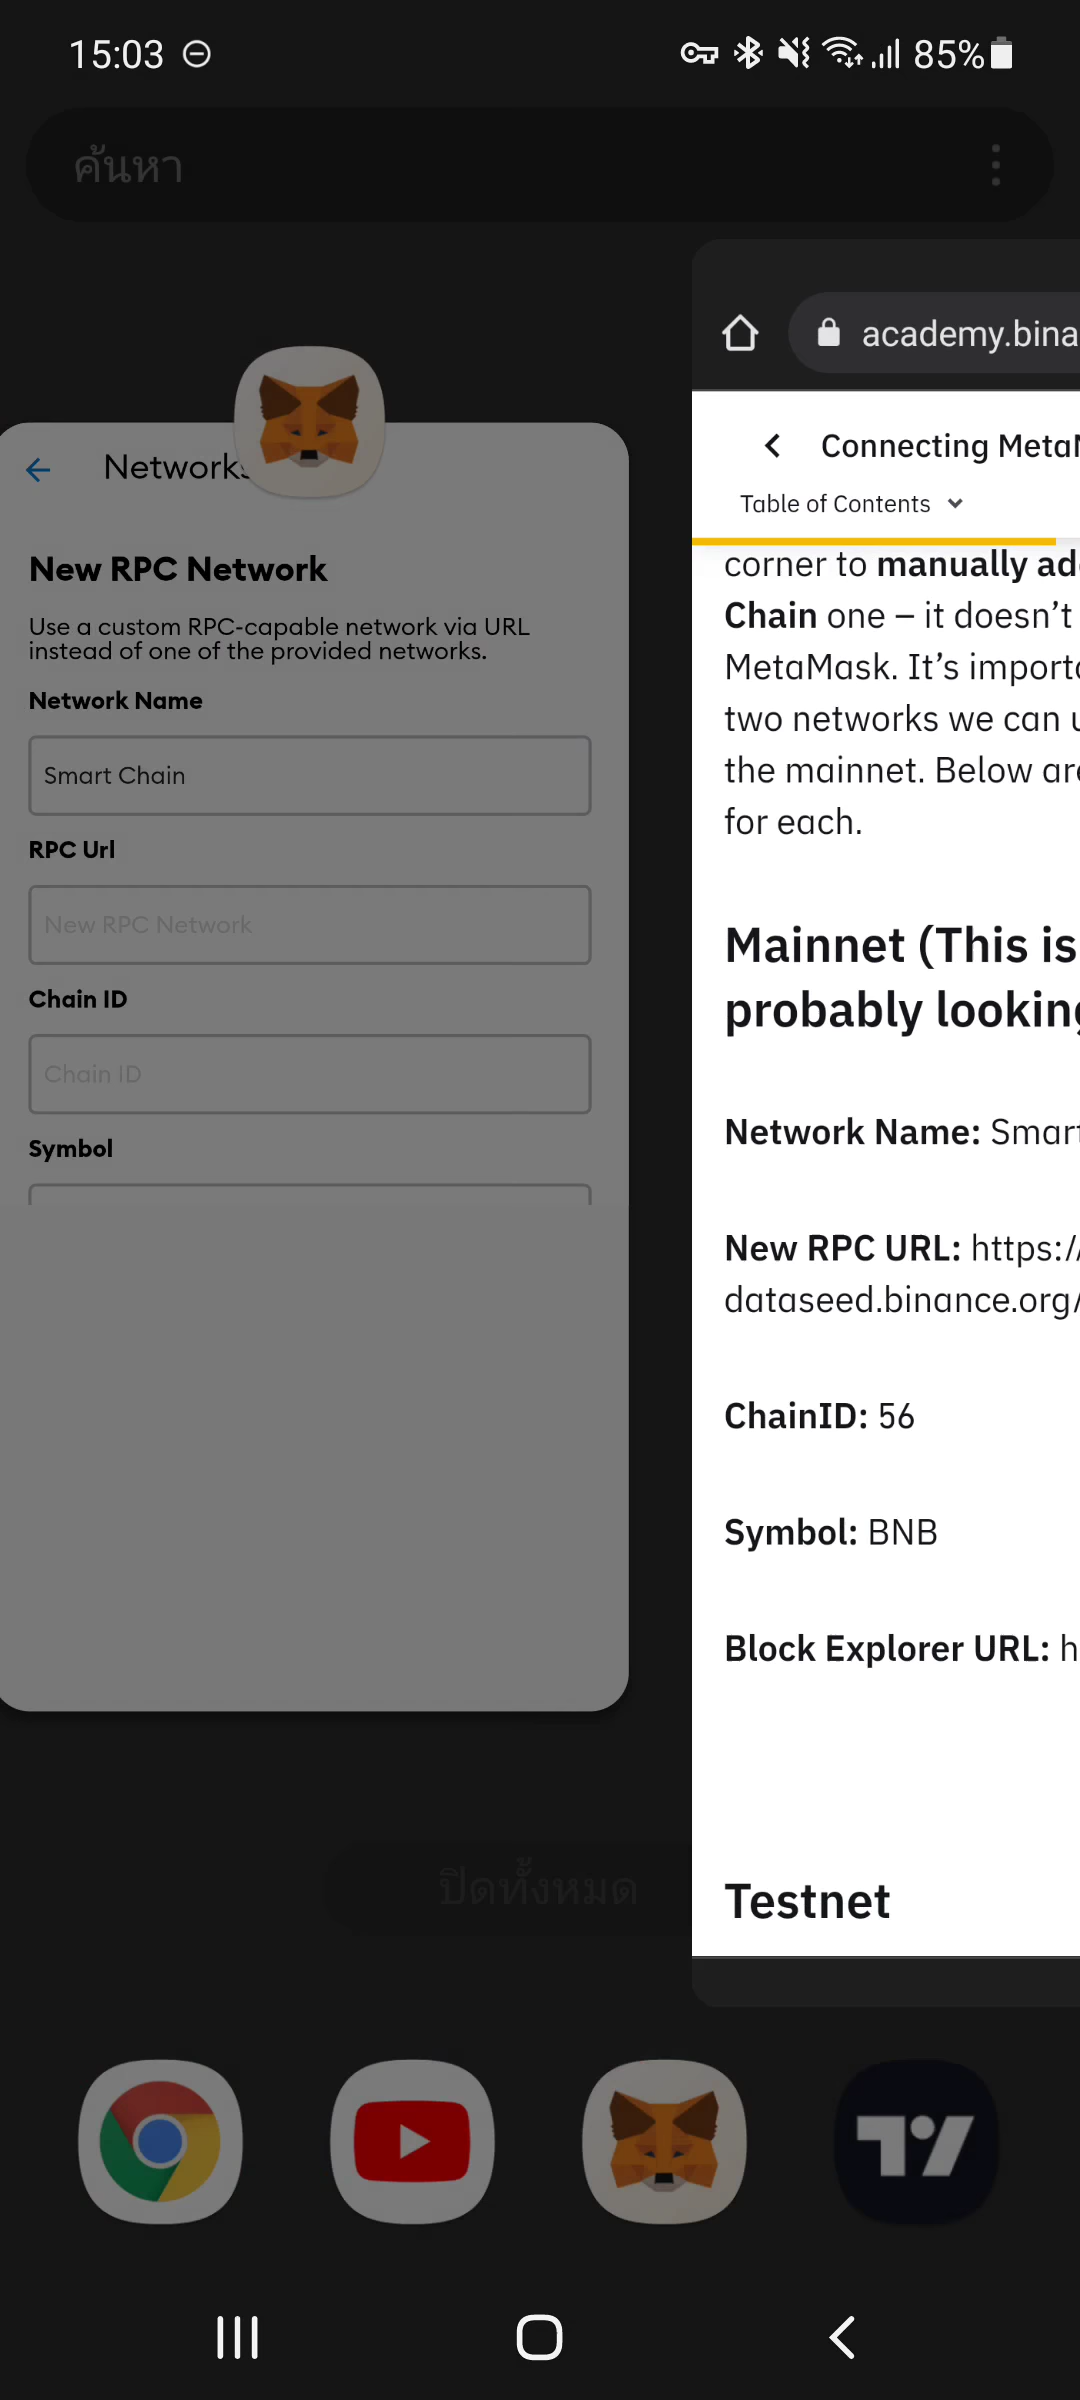 15:03
85%
ค้นหา
Networks
New RPC Network
Use a custom RPC-capable network via URL
instead of one of the provided networks.
Network Name
Smart Chain
RPC Url
New RPC Network
Chain ID
Chain ID
Symbol
academy.bina
Connecting Meta
Table of Contents
corner to manually ad
Chain one – it doesn’t
MetaMask. It’s import
two networks we can
the mainnet. Below are
for each.
Mainnet (This is
probably looking
Network Name: Smart
New RPC URL: https:/
dataseed.binance.org/
ChainID: 56
Symbol: BNB
Block Explorer URL: h
Testnet
ปิดทั้งหมด